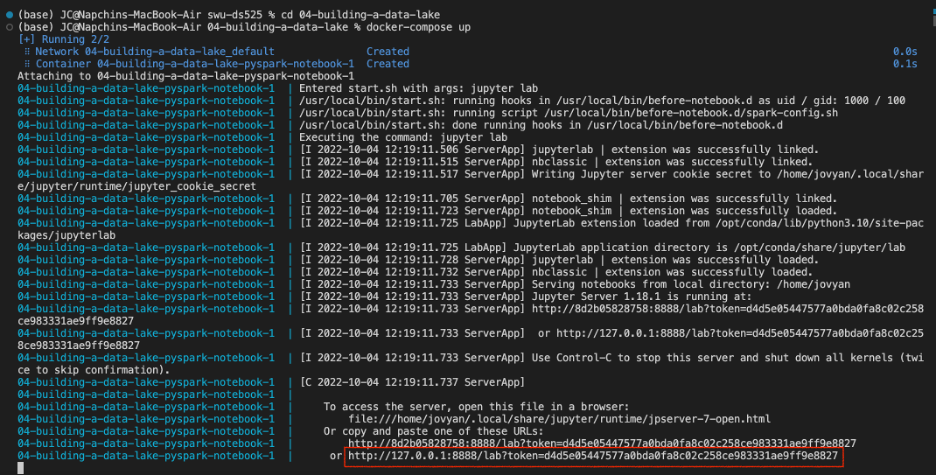 (base) JC@Napchins-MacBook-Air swu-ds525 % cd 04-building-a-data-lake
(base) JC@Napchins-MacBook-Air 04-building-a-data-lake % docker-compose up
[+] Running 2/2
⠿ Network 04-building-a-data-lake_default Created 0.0s
⠿ Container 04-building-a-data-lake-pyspark-notebook-1 Created 0.1s
Attaching to 04-building-a-data-lake-pyspark-notebook-1
04-building-a-data-lake-pyspark-notebook-1 | Entered start.sh with args: jupyter lab
04-building-a-data-lake-pyspark-notebook-1 | /usr/local/bin/start.sh: running hooks in /usr/local/bin/before-notebook.d as uid / gid: 1000 / 100
04-building-a-data-lake-pyspark-notebook-1 | /usr/local/bin/start.sh: running script /usr/local/bin/before-notebook.d/spark-config.sh
04-building-a-data-lake-pyspark-notebook-1 | /usr/local/bin/start.sh: done running hooks in /usr/local/bin/before-notebook.d
04-building-a-data-lake-pyspark-notebook-1 | Executing the command: jupyter lab
04-building-a-data-lake-pyspark-notebook-1 | [I 2022-10-04 12:19:11.506 ServerApp] jupyterlab | extension was successfully linked.
04-building-a-data-lake-pyspark-notebook-1 | [I 2022-10-04 12:19:11.515 ServerApp] nbclassic | extension was successfully linked.
04-building-a-data-lake-pyspark-notebook-1 | [I 2022-10-04 12:19:11.517 ServerApp] Writing Jupyter server cookie secret to /home/jovyan/.local/shar
e/jupyter/runtime/jupyter_cookie_secret
04-building-a-data-lake-pyspark-notebook-1 | [I 2022-10-04 12:19:11.705 ServerApp] notebook_shim | extension was successfully linked.
04-building-a-data-lake-pyspark-notebook-1 | [I 2022-10-04 12:19:11.723 ServerApp] notebook_shim | extension was successfully loaded.
04-building-a-data-lake-pyspark-notebook-1 | [I 2022-10-04 12:19:11.725 LabApp] JupyterLab extension loaded from /opt/conda/lib/python3.10/site-pac
kages/jupyterlab
04-building-a-data-lake-pyspark-notebook-1 | [I 2022-10-04 12:19:11.725 LabApp] JupyterLab application directory is /opt/conda/share/jupyter/lab
04-building-a-data-lake-pyspark-notebook-1 | [I 2022-10-04 12:19:11.728 ServerApp] jupyterlab | extension was successfully loaded.
04-building-a-data-lake-pyspark-notebook-1 | [I 2022-10-04 12:19:11.732 ServerApp] nbclassic | extension was successfully loaded.
04-building-a-data-lake-pyspark-notebook-1 | [I 2022-10-04 12:19:11.733 ServerApp] Serving notebooks from local directory: /home/jovyan
04-building-a-data-lake-pyspark-notebook-1 | [I 2022-10-04 12:19:11.733 ServerApp] Jupyter Server 1.18.1 is running at:
04-building-a-data-lake-pyspark-notebook-1 | [I 2022-10-04 12:19:11.733 ServerApp] http://8d2b05828758:8888/lab?token=d4d5e05447577a0bda0fa8c02c258
ce983331ae9ff9e8827
04-building-a-data-lake-pyspark-notebook-1 | [I 2022-10-04 12:19:11.733 ServerApp]  or http://127.0.0.1:8888/lab?token=d4d5e05447577a0bda0fa8c02c25
8ce983331ae9ff9e8827
04-building-a-data-lake-pyspark-notebook-1 | [I 2022-10-04 12:19:11.733 ServerApp] Use Control-C to stop this server and shut down all kernels (twi
ce to skip confirmation).
04-building-a-data-lake-pyspark-notebook-1 | [C 2022-10-04 12:19:11.737 ServerApp]
04-building-a-data-lake-pyspark-notebook-1 |
04-building-a-data-lake-pyspark-notebook-1 | To access the server, open this file in a browser:
04-building-a-data-lake-pyspark-notebook-1 | file:///home/jovyan/.local/share/jupyter/runtime/jpserver-7-open.html
04-building-a-data-lake-pyspark-notebook-1 | Or copy and paste one of these URLs:
04-building-a-data-lake-pyspark-notebook-1 | http://8d2b05828758:8888/lab?token=d4d5e05447577a0bda0fa8c02c258ce983331ae9ff9e8827
04-building-a-data-lake-pyspark-notebook-1 | or http://127.0.0.1:8888/lab?token=d4d5e05447577a0bda0fa8c02c258ce983331ae9ff9e8827